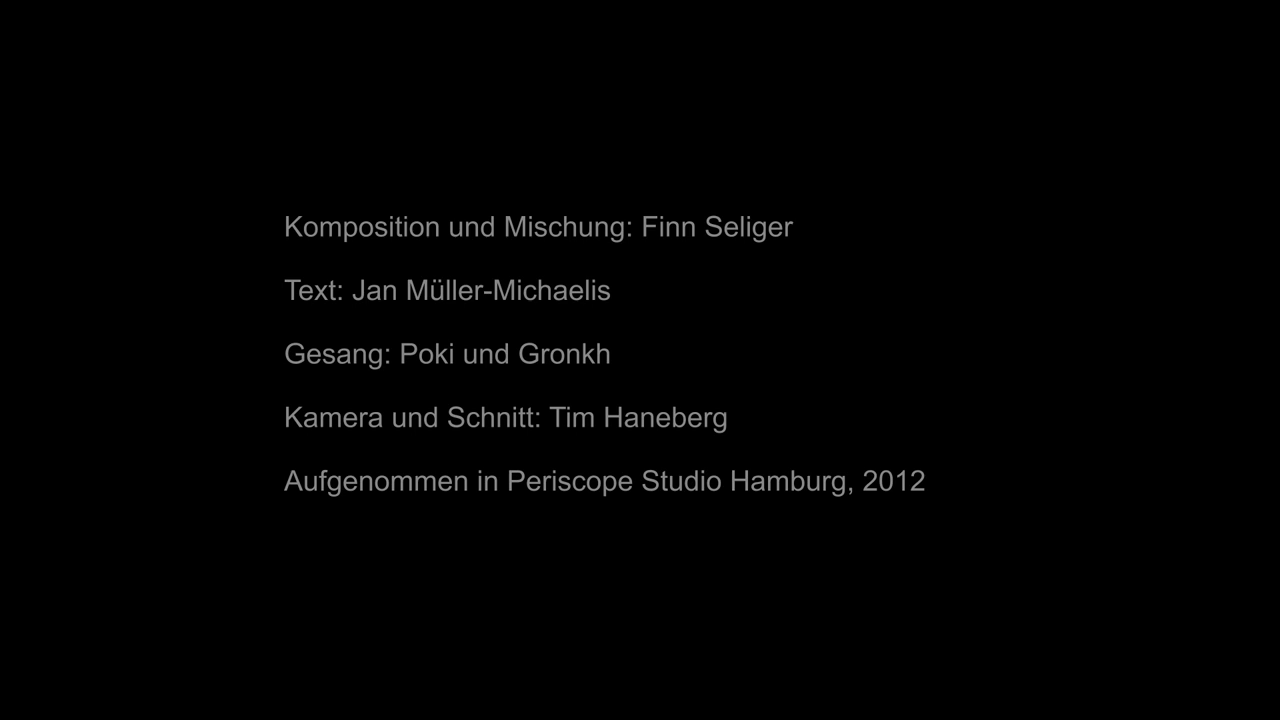 Komposition und Mischung: Finn Seliger
Text: Jan Müller-Michaelis
Gesang: Poki und Gronkh
Kamera und Schnitt: Tim Haneberg
Aufgenommen in Periscope Studio Hamburg, 2012